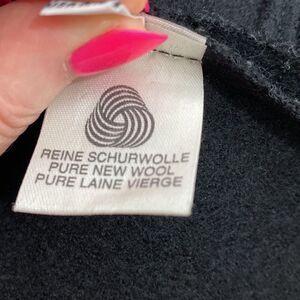 REINE SCHURWOLLE
PURE NEW WOOL
PURE LAINE VIERGE